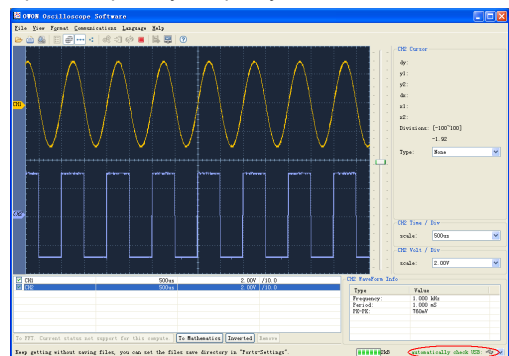 OWON Oscilloscope Software
File View Format Communications Language Help
CH1
CH2
CH2 Cursor
dy:
y1:
y2:
dx:
x1:
x2:
Divisions: (-100~100)
-1.92
Type: None
CH2 Time / Div
scale: 500us
CH2 Volt / Div
scale: 2.00V
CH1 500us 2.00V /10.0
CH2 500us 2.00V /10.0
CH2 WaveForm Info
Type Value
Frequency: 1.000 kHz
Period: 1.000 mS
PK-PK: 760mV
To FFT Current status not support for this compute To Mathematics Inverted Remove
Keep getting without saving files, you can set the files save directory in "Ports-Settings".
2kB
Automatically check USB: